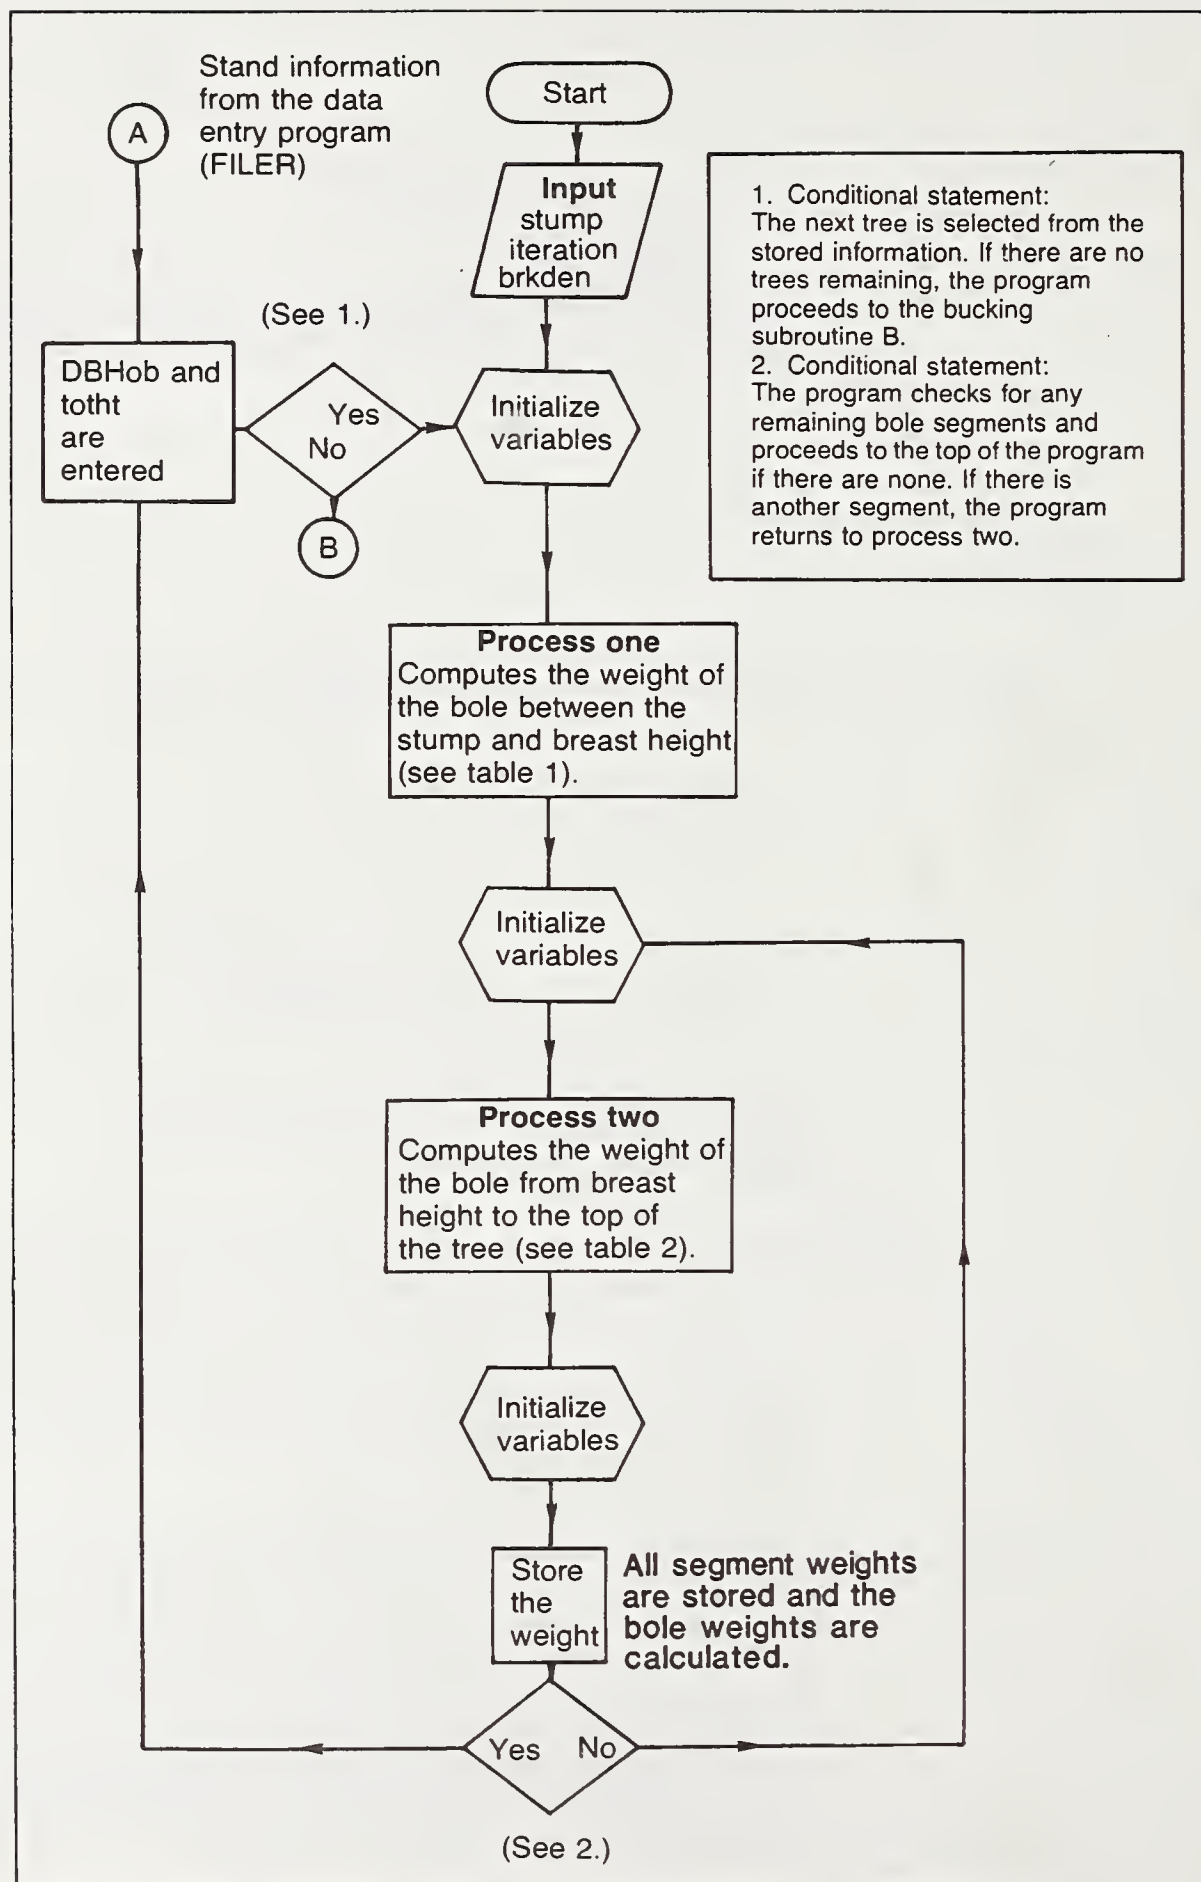 Stand information
from the data
entry program
(FILER)
A
Start
Input
stump
iteration
brkden
1. Conditional statement:
The next tree is selected from the
stored information. If there are no
trees remaining, the program
proceeds to the bucking
subroutine B.
2. Conditional statement:
The program checks for any
remaining bole segments and
proceeds to the top of the program
if there are none. If there is
another segment, the program
returns to process two.
(See 1.)
DBHob and
totht
are
entered
Yes
No
Initialize
variables
B
Process one
Computes the weight of
the bole between the
stump and breast height
(see table 1).
Initialize
variables
Process two
Computes the weight of
the bole from breast
height to the top of
the tree (see table 2).
Initialize
variables
Store
the
weight
All segment weights
are stored and the
bole weights are
calculated.
Yes No
(See 2.)